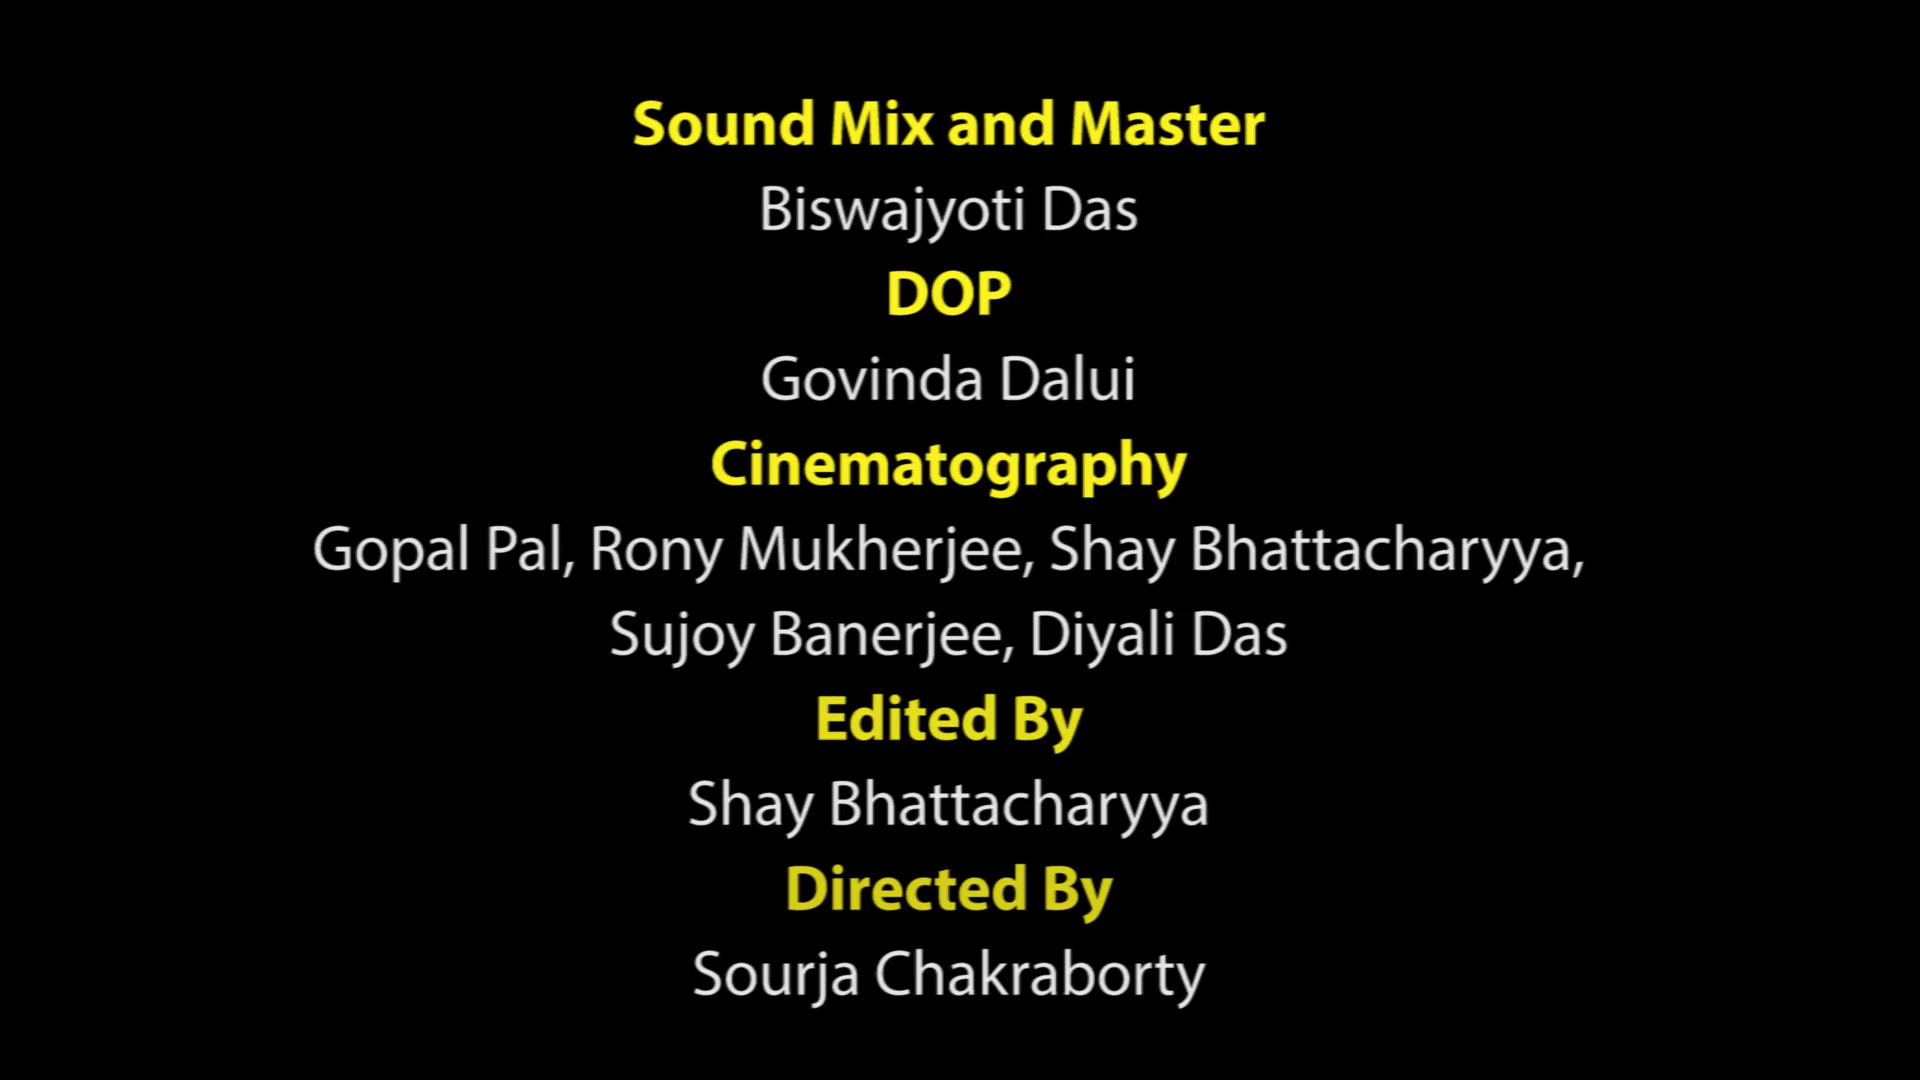 Sound Mix and Master
Biswajyoti Das
DOP
Govinda Dalui
Cinematography
Gopal Pal, Rony Mukherjee, Shay Bhattacharyya,
Sujoy Banerjee, Diyali Das
Edited By
Shay Bhattacharyya
Directed By
Sourja Chakraborty